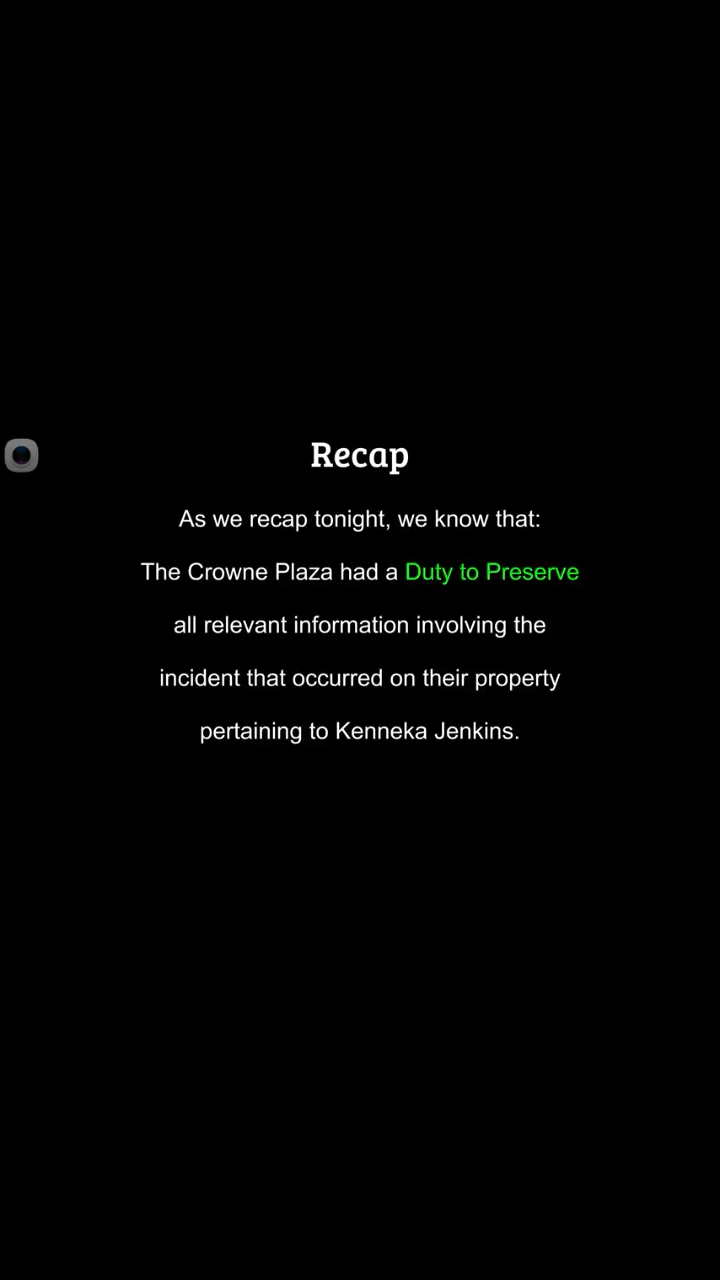 Recap
As we recap tonight, we know that:
The Crowne Plaza had a Duty to Preserve
all relevant information involving the
incident that occurred on their property
pertaining to Kenneka Jenkins.